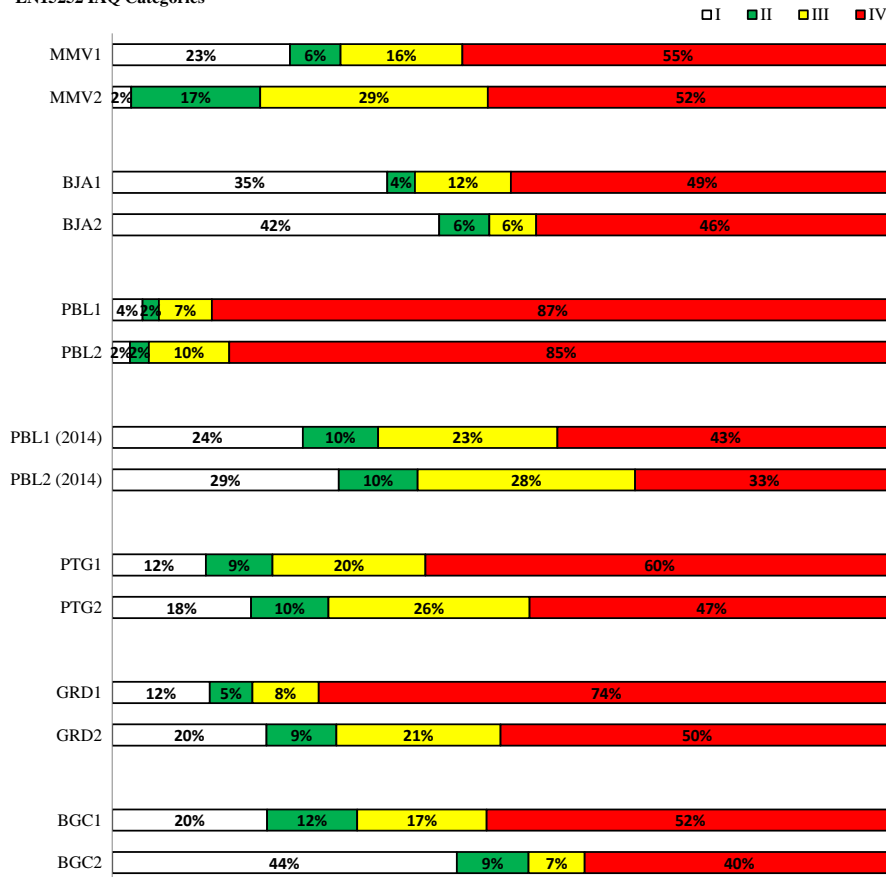 EN15252 IAQ Categories
I II III IV
MMV1 23% 6% 16% 55%
MMV2 2% 17% 29% 52%
BJA1 35% 4% 12% 49%
BJA2 42% 6% 6% 46%
PBL1 4% 2% 7% 87%
PBL2 2% 2% 10% 85%
PBL1 (2014) 24% 10% 23% 43%
PBL2 (2014) 29% 10% 28% 33%
PTG1 12% 9% 20% 60%
PTG2 18% 10% 26% 47%
GRD1 12% 5% 8% 74%
GRD2 20% 9% 21% 50%
BGC1 20% 12% 17% 52%
BGC2 44% 9% 7% 40%